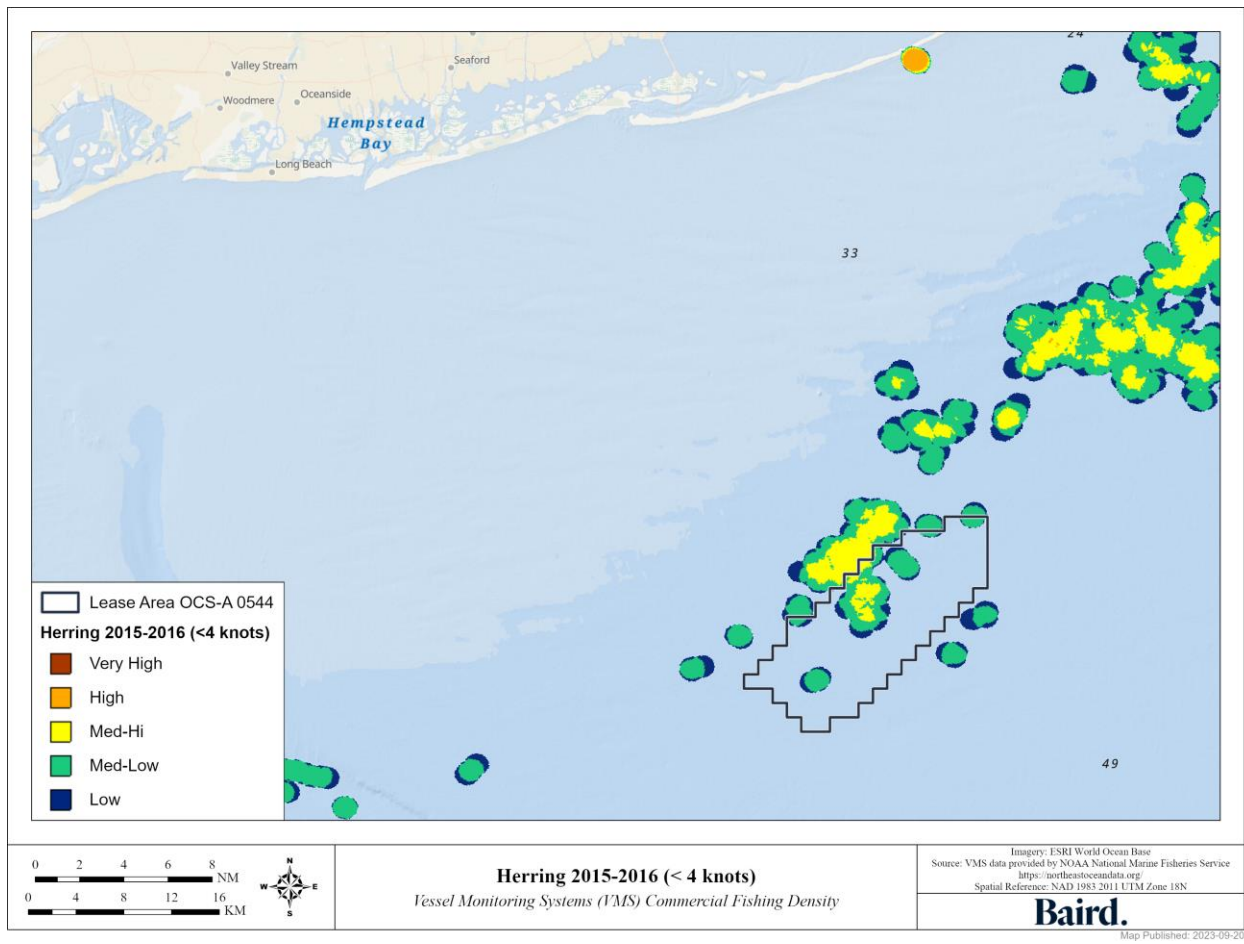 24
Valley Stream
Seaford
Woodmere
Oceanside
Hempstead
Bay
Long Beach
33
49
Lease Area OCS-A 0544
Herring 2015-2016 (<4 knots)
Very High
High
Med-Hi
Med-Low
Low
0 2 4 6 8
NM
0 4 8 12 16
KM
N
W E
S
Herring 2015-2016 (< 4 knots)
Vessel Monitoring Systems (VMS) Commercial Fishing Density
Imagery: ESRI World Ocean Base
Source: VMS data provided by NOAA National Marine Fisheries Service
https://northeastoceandata.org/
Spatial Reference: NAD 1983 2011 UTM Zone 18N
Baird.
Map Published: 2023-09-20